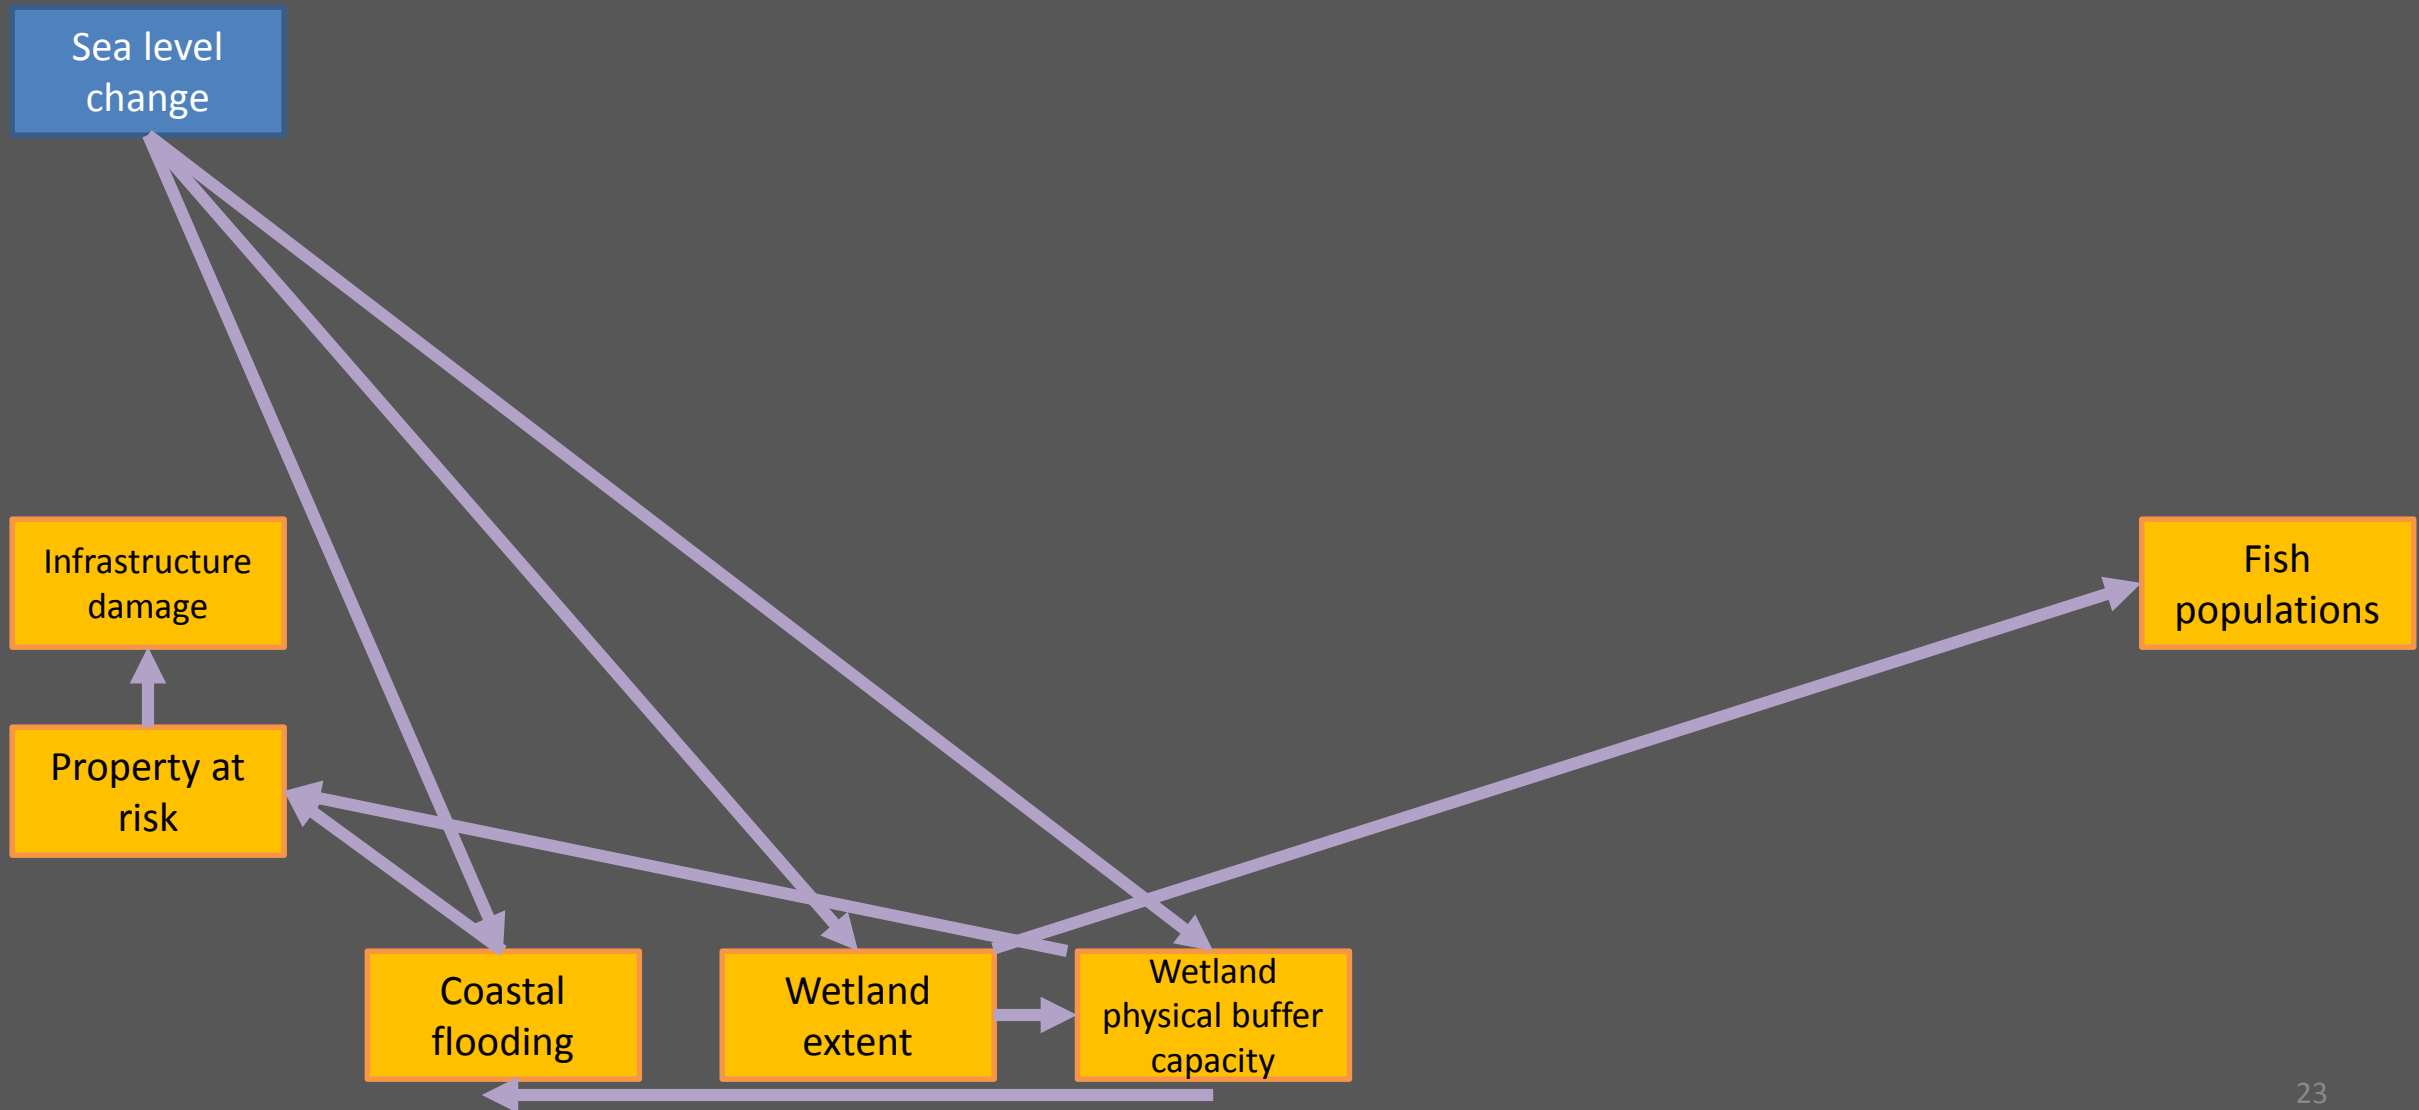 Sea level
change
Infrastructure
damage
Fish
populations
Property at
risk
Coastal
flooding
Wetland
extent
Wetland
physical buffer
capacity
23